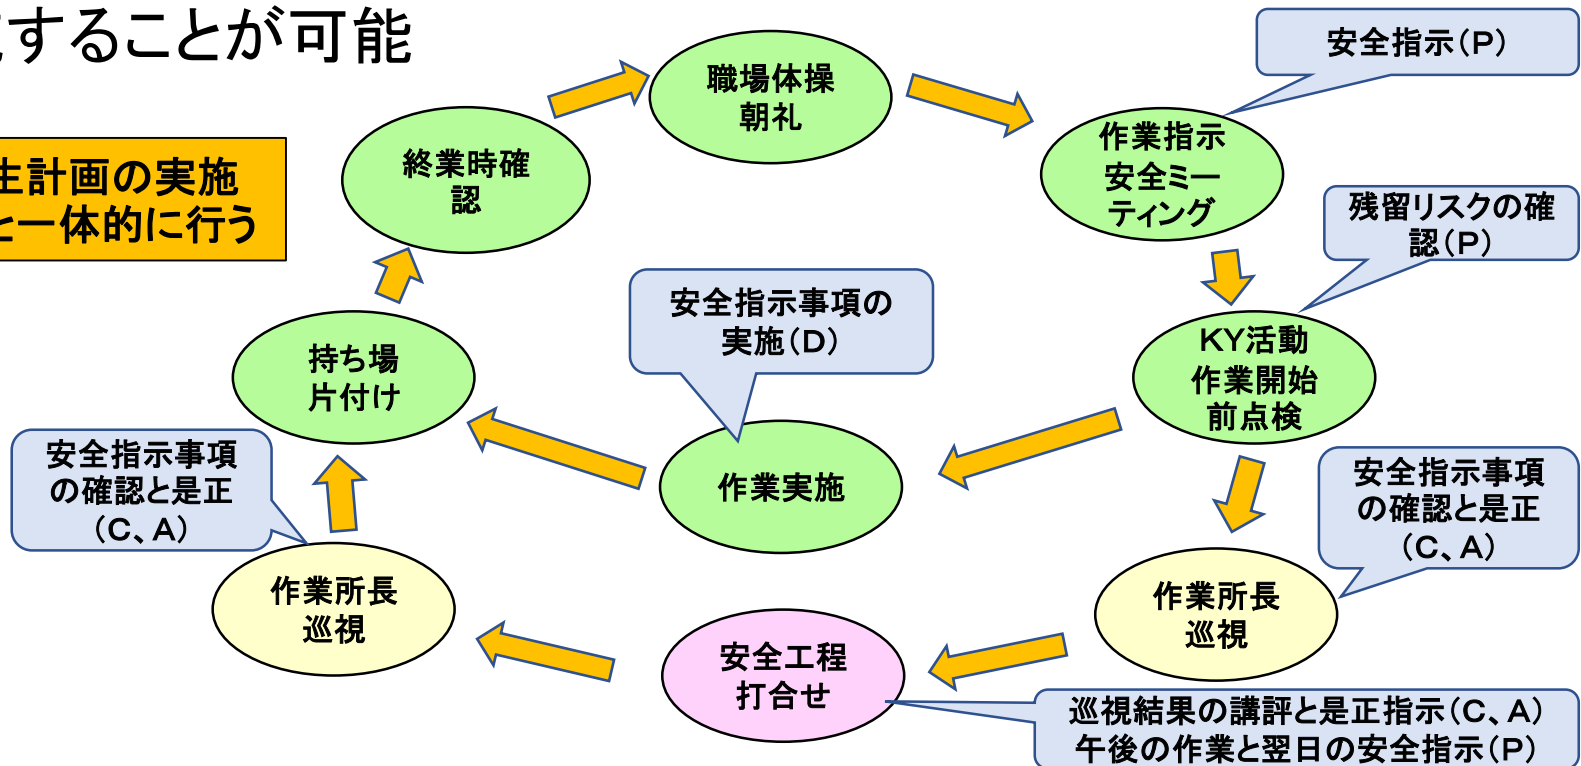 することが可能
生計画の実施
と一体的に行う
職場体操
朝礼
安全指示（P）
作業指示
安全ミー
ティング
残留リスクの確
認（P）
KY活動
作業開始
前点検
安全指示事項
の確認と是正
（C、A）
作業所長
巡視
巡視結果の講評と是正指示（C、A）
午後の作業と翌日の安全指示（P）
安全工程
打合せ
安全指示事項の
実施（D）
作業実施
作業所長
巡視
安全指示事項
の確認と是正
（C、A）
持ち場
片付け
終業時確
認